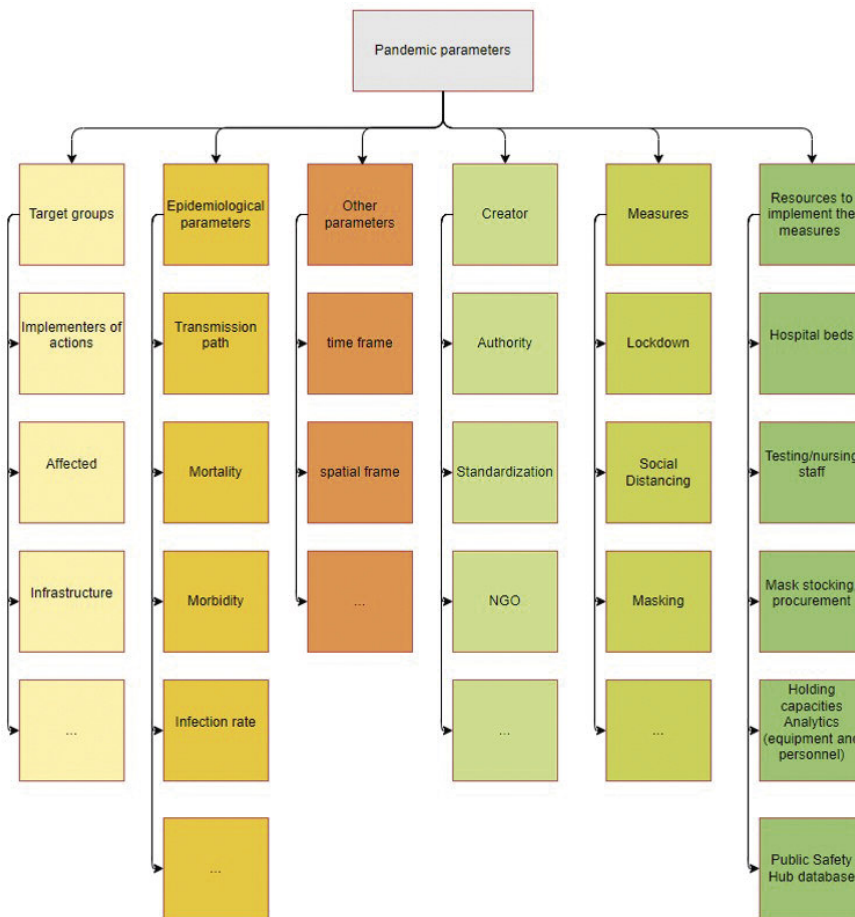 Pandemic parameters
Target groups
Implementers of
actions
Affected
Infrastructure
...
Epidemiological
parameters
Transmission
path
Mortality
Morbidity
Infection rate
...
Other
parameters
time frame
spatial frame
...
Creator
Authority
Standardization
NGO
...
Measures
Lockdown
Social
Distancing
Masking
...
Resources to
implement the
measures
Hospital beds
Testing/nursing
staff
Mask stocking,
procurement
Holding
capacities
Analytics
(equipment and
personnel)
Public Safety
Hub database